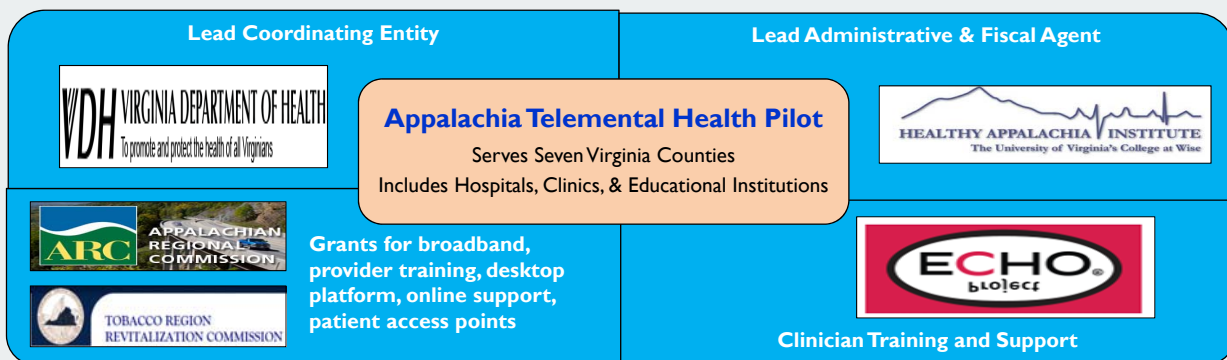 Lead Coordinating Entity
VDH VIRGINIA DEPARTMENT OF HEALTH
To promote and protect the health of all Virginians
Lead Administrative & Fiscal Agent
HEALTHY APPALACHIA INSTITUTE
The University of Virginia's College at Wise
Appalachia Telemental Health Pilot
Serves Seven Virginia Counties
Includes Hospitals, Clinics, & Educational Institutions
ARC
APPALACHIAN
REGIONAL
COMMISSION
TOBACCO REGION
REVITALIZATION COMMISSION
Grants for broadband,
provider training, desktop
platform, online support,
patient access points
ECHO®
Project
Clinician Training and Support